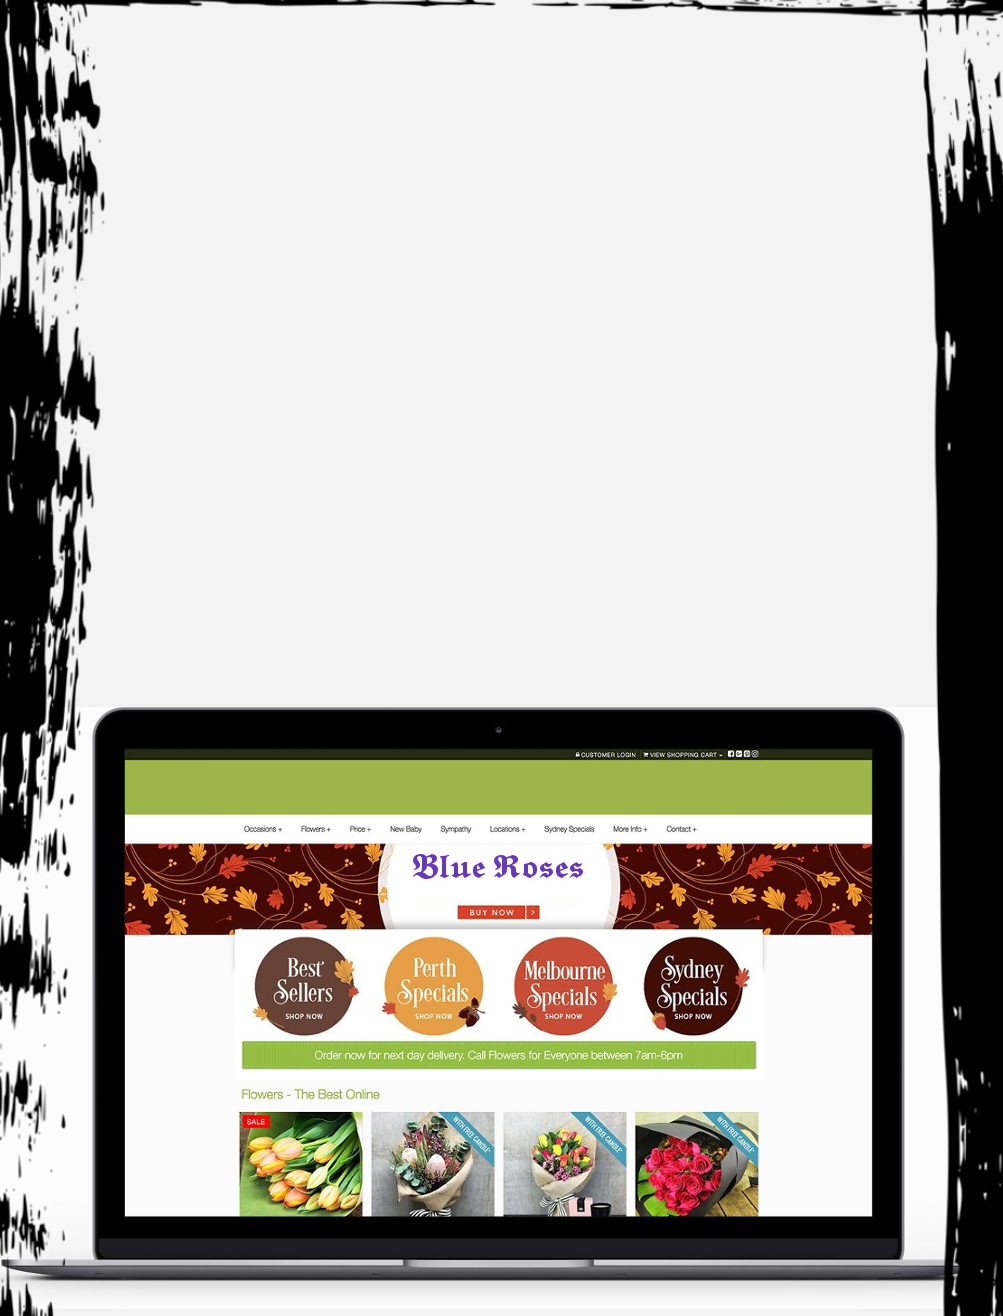 CUSTOMER LOGIN VIEW SHOPPING CART
Occasions + Flowers + Price + New Baby Sympathy Locations + Sydney Specials More Info + Contact +
Blue Roses
BUY NOW
Best
Sellers
SHOP NOW
Perth
Specials
SHOP NOW
Melbourne
Specials
SHOP NOW
Sydney
Specials
SHOP NOW
Order now for next day delivery. Call Flowers for Everyone between 7am-6pm
Flowers - The Best Online
SALE
WITH FREE CANDLE*
WITH FREE CANDLE*
WITH FREE CANDLE*